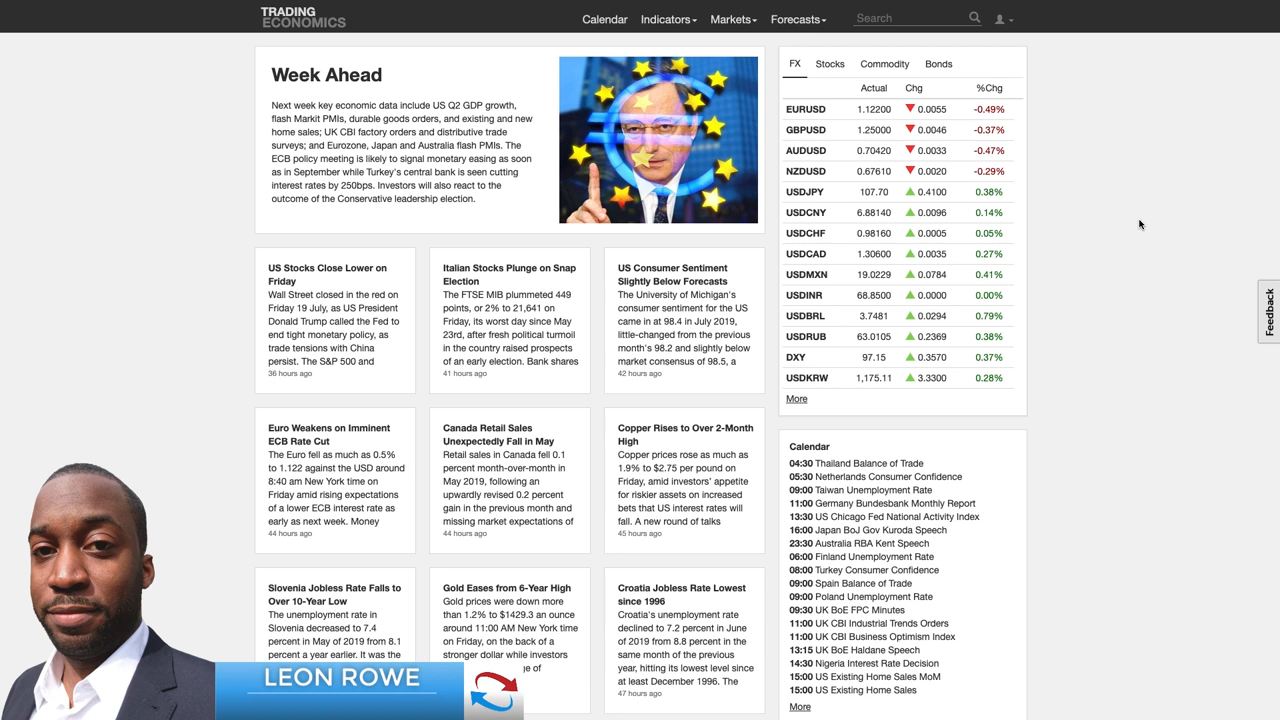 TRADING
ECONOMICS
Calendar Indicators Markets Forecasts Search
Week Ahead
Next week key economic data include US Q2 GDP growth,
flash Markit PMIs, durable goods orders, and existing and new
home sales; UK CBI factory orders and distributive trade
surveys; and Eurozone, Japan and Australia flash PMIs. The
ECB policy meeting is likely to signal monetary easing as soon
as in September while Turkey's central bank is seen cutting
interest rates by 250bps. Investors will also react to the
outcome of the Conservative leadership election.
US Stocks Close Lower on
Friday
Wall Street closed in the red on
Friday 19 July, as US President
Donald Trump called the Fed to
end tight monetary policy, as
trade tensions with China
persist. The S&P 500 and
36 hours ago
Italian Stocks Plunge on Snap
Election
The FTSE MIB plummeted 449
points, or 2% to 21,641 on
Friday, its worst day since May
23rd, after fresh political turmoil
in the country raised prospects
of an early election. Bank shares
41 hours ago
US Consumer Sentiment
Slightly Below Forecasts
The University of Michigan's
consumer sentiment for the US
came in at 98.4 in July 2019,
little-changed from the previous
month's 98.2 and slightly below
market consensus of 98.5, a
42 hours ago
Euro Weakens on Imminent
ECB Rate Cut
The Euro fell as much as 0.5%
to 1.122 against the USD around
8:40 am New York time on
Friday amid rising expectations
of a lower ECB interest rate as
early as next week. Money
44 hours ago
Canada Retail Sales
Unexpectedly Fall in May
Retail sales in Canada fell 0.1
percent month-over-month in
May 2019, following an
upwardly revised 0.2 percent
gain in the previous month and
missing market expectations of
44 hours ago
Copper Rises to Over 2-Month
High
Copper prices rose as much as
1.9% to $2.75 per pound on
Friday, amid investors' appetite
for riskier assets on increased
bets that US interest rates will
fall. A new round of talks
45 hours ago
Slovenia Jobless Rate Falls to
Over 10-Year Low
The unemployment rate in
Slovenia decreased to 7.4
percent in May of 2019 from 8.1
percent a year earlier. It was the
Gold Eases from 6-Year High
Gold prices were down more
than 1.2% to $1429.3 an ounce
around 11:00 AM New York time
on Friday, on the back of a
stronger dollar while investors
ge of
Croatia Jobless Rate Lowest
since 1996
Croatia's unemployment rate
declined to 7.2 percent in June
of 2019 from 8.8 percent in the
same month of the previous
year, hitting its lowest level since
at least December 1996. The
47 hours ago
FX Stocks Commodity Bonds
Actual Chg %Chg
EURUSD 1.12200 0.0055 -0.49%
GBPUSD 1.25000 0.0046 -0.37%
AUDUSD 0.70420 0.0033 -0.47%
NZDUSD 0.67610 0.0020 -0.29%
USDJPY 107.70 0.4100 0.38%
USDCNY 6.88140 0.0096 0.14%
USDCHF 0.98160 0.0005 0.05%
USDCAD 1.30600 0.0035 0.27%
USDMXN 19.0229 0.0784 0.41%
USDINR 68.8500 0.0000 0.00%
USDBRL 3.7481 0.0294 0.79%
USDRUB 63.0105 0.2369 0.38%
DXY 97.15 0.3570 0.37%
USDKRW 1,175.11 3.3300 0.28%
More
Calendar
04:30 Thailand Balance of Trade
05:30 Netherlands Consumer Confidence
09:00 Taiwan Unemployment Rate
11:00 Germany Bundesbank Monthly Report
13:30 US Chicago Fed National Activity Index
16:00 Japan BoJ Gov Kuroda Speech
23:30 Australia RBA Kent Speech
06:00 Finland Unemployment Rate
08:00 Turkey Consumer Confidence
09:00 Spain Balance of Trade
09:00 Poland Unemployment Rate
09:30 UK BoE FPC Minutes
11:00 UK CBI Industrial Trends Orders
11:00 UK CBI Business Optimism Index
13:15 UK BoE Haldane Speech
14:30 Nigeria Interest Rate Decision
15:00 US Existing Home Sales MoM
15:00 US Existing Home Sales
More
Feedback
LEON ROWE